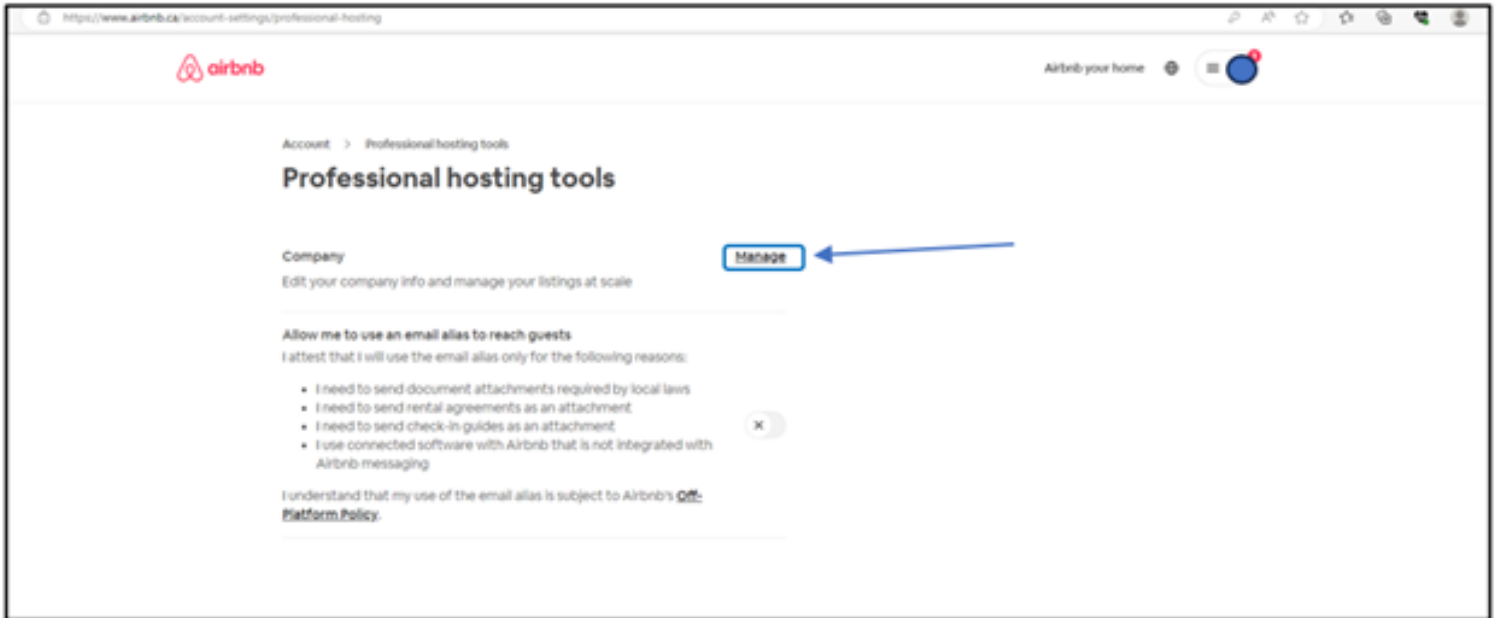 https://www.airbnb.ca/account-settings/professional-hosting
airbnb
Airbnb your home
Account > Professional hosting tools
Professional hosting tools
Company
Manage
Edit your company info and manage your listings at scale
Allow me to use an email alias to reach guests
I attest that I will use the email alias only for the following reasons:
• I need to send document attachments required by local laws
• I need to send rental agreements as an attachment
• I need to send check-in guides as an attachment
• I use connected software with Airbnb that is not integrated with
Airbnb messaging
I understand that my use of the email alias is subject to Airbnb's Off-
Platform Policy.